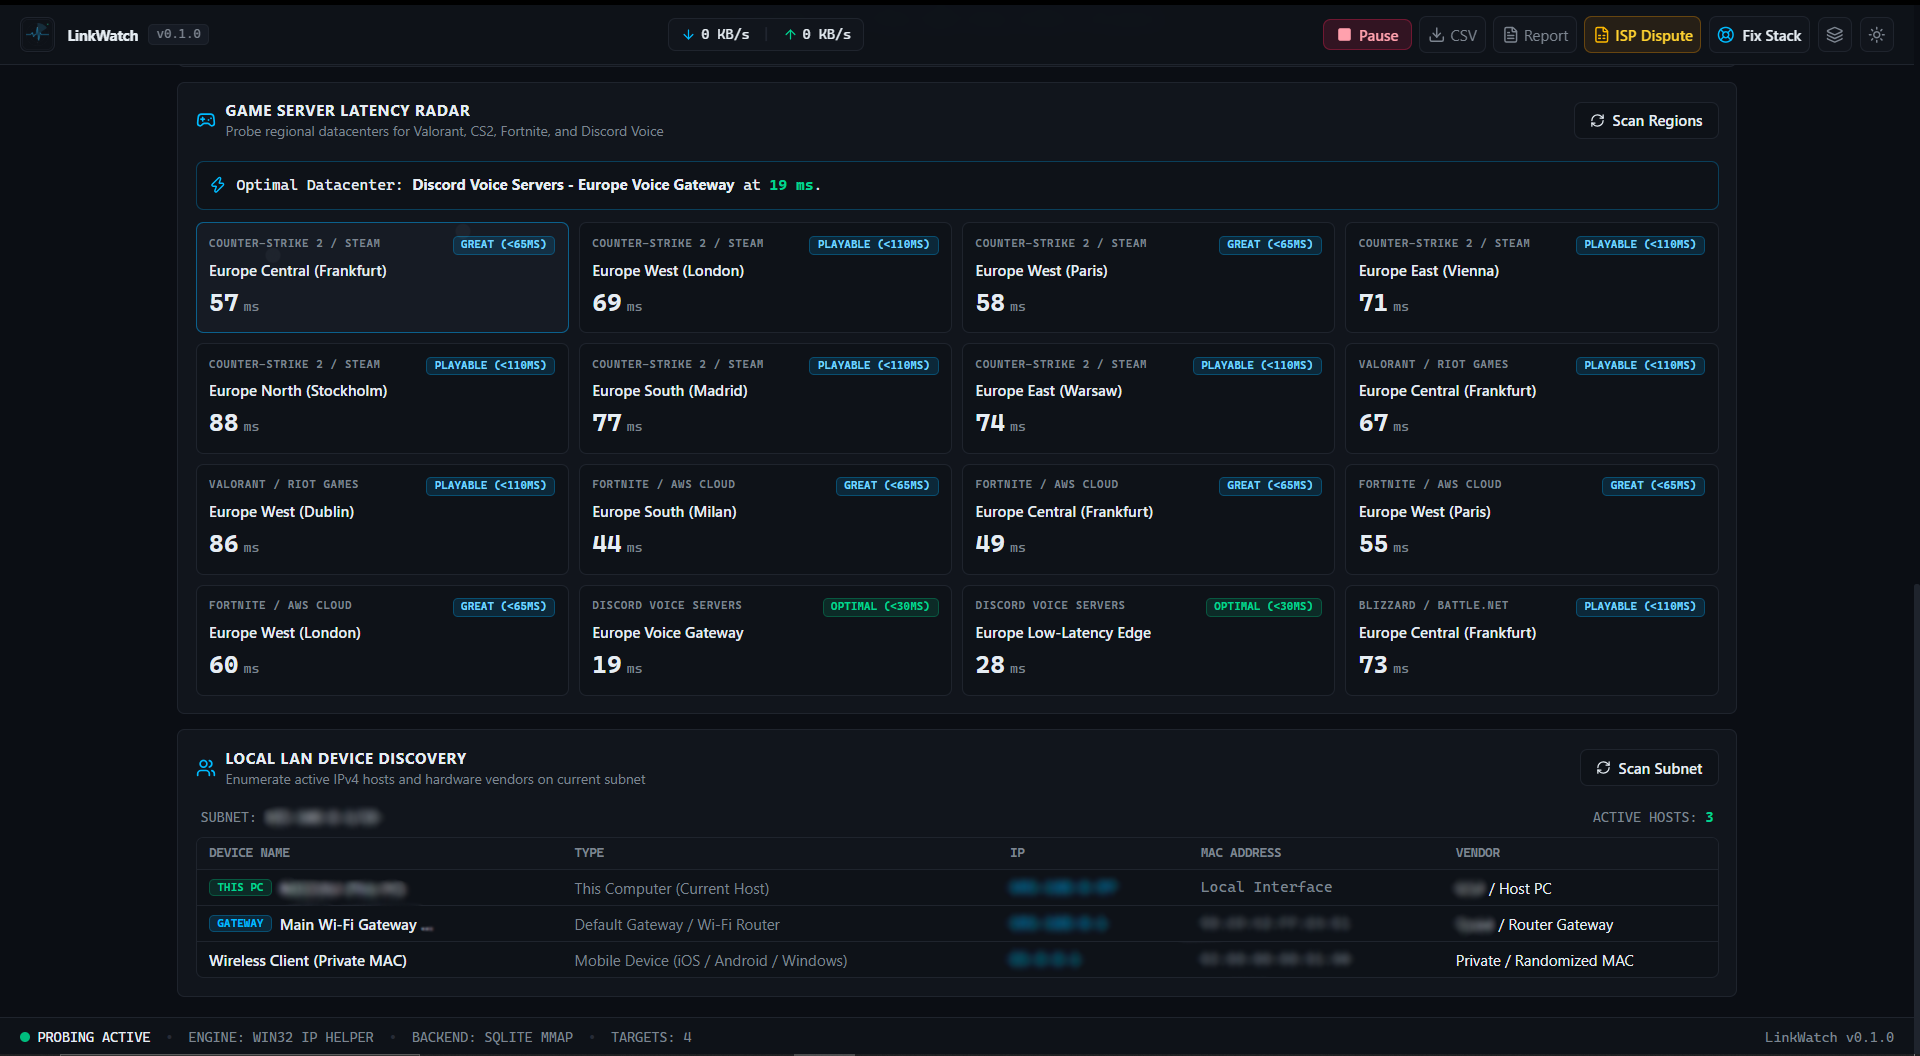 LinkWatch v0.1.0
0 KB/s 0 KB/s
Pause CSV Report ISP Dispute Fix Stack
GAME SERVER LATENCY RADAR
Probe regional datacenters for Valorant, CS2, Fortnite, and Discord Voice
Scan Regions
Optimal Datacenter: Discord Voice Servers - Europe Voice Gateway at 19 ms.
COUNTER-STRIKE 2 / STEAM GREAT (<65MS)
Europe Central (Frankfurt)
57 ms
COUNTER-STRIKE 2 / STEAM PLAYABLE (<110MS)
Europe West (London)
69 ms
COUNTER-STRIKE 2 / STEAM GREAT (<65MS)
Europe West (Paris)
58 ms
COUNTER-STRIKE 2 / STEAM PLAYABLE (<110MS)
Europe East (Vienna)
71 ms
COUNTER-STRIKE 2 / STEAM PLAYABLE (<110MS)
Europe North (Stockholm)
88 ms
COUNTER-STRIKE 2 / STEAM PLAYABLE (<110MS)
Europe South (Madrid)
77 ms
COUNTER-STRIKE 2 / STEAM PLAYABLE (<110MS)
Europe East (Warsaw)
74 ms
VALORANT / RIOT GAMES PLAYABLE (<110MS)
Europe Central (Frankfurt)
67 ms
VALORANT / RIOT GAMES PLAYABLE (<110MS)
Europe West (Dublin)
86 ms
FORTNITE / AWS CLOUD GREAT (<65MS)
Europe South (Milan)
44 ms
FORTNITE / AWS CLOUD GREAT (<65MS)
Europe Central (Frankfurt)
49 ms
FORTNITE / AWS CLOUD GREAT (<65MS)
Europe West (Paris)
55 ms
FORTNITE / AWS CLOUD GREAT (<65MS)
Europe West (London)
60 ms
DISCORD VOICE SERVERS OPTIMAL (<30MS)
Europe Voice Gateway
19 ms
DISCORD VOICE SERVERS OPTIMAL (<30MS)
Europe Low-Latency Edge
28 ms
BLIZZARD / BATTLE.NET PLAYABLE (<110MS)
Europe Central (Frankfurt)
73 ms
LOCAL LAN DEVICE DISCOVERY
Enumerate active IPv4 hosts and hardware vendors on current subnet
Scan Subnet
SUBNET:
ACTIVE HOSTS: 3
DEVICE NAME TYPE IP MAC ADDRESS VENDOR
THIS PC This Computer (Current Host) Local Interface / Host PC
GATEWAY Main Wi-Fi Gateway ... Default Gateway / Wi-Fi Router / Router Gateway
Wireless Client (Private MAC) Mobile Device (iOS / Android / Windows) Private / Randomized MAC
PROBING ACTIVE • ENGINE: WIN32 IP HELPER • BACKEND: SQLITE MMAP • TARGETS: 4
LinkWatch v0.1.0